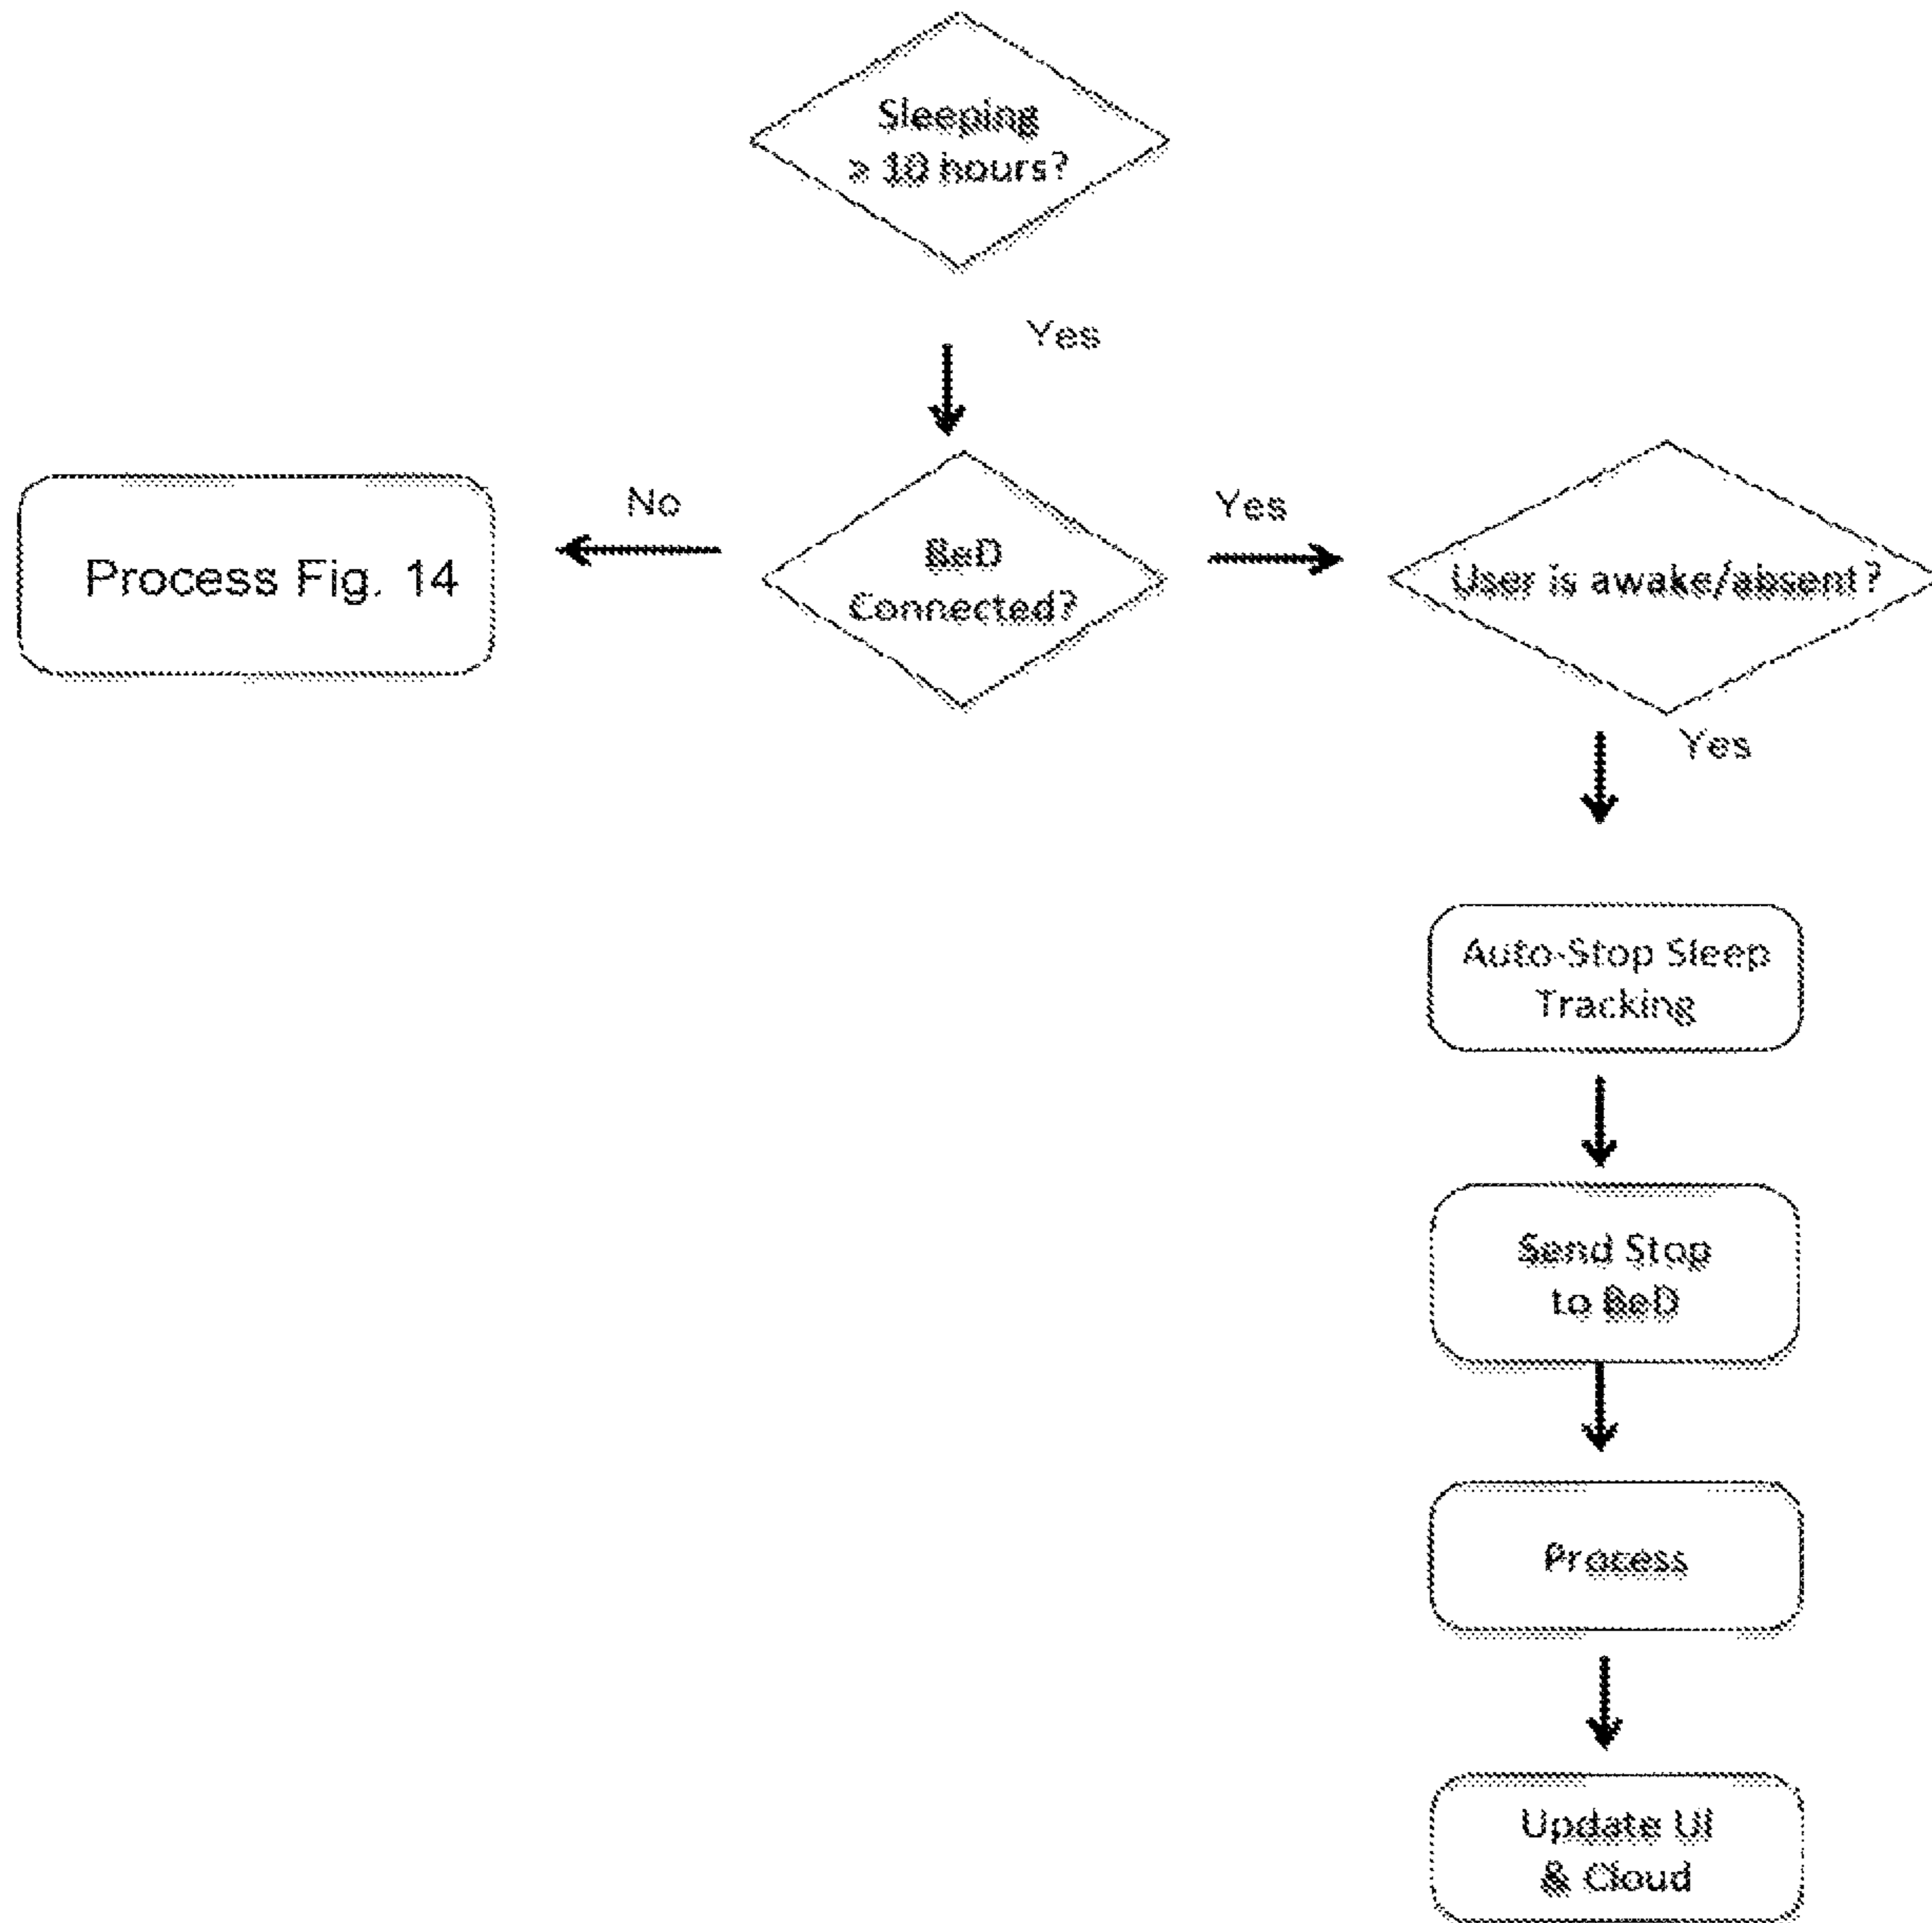 Sleeping
≥ 10 hours?
Yes
No
Yes
Process Fig. 14
BeD
Connected?
User is awake/absent?
Yes
Auto-Stop Sleep
Tracking
Send Stop
to BeD
Process
Update UI
& Cloud